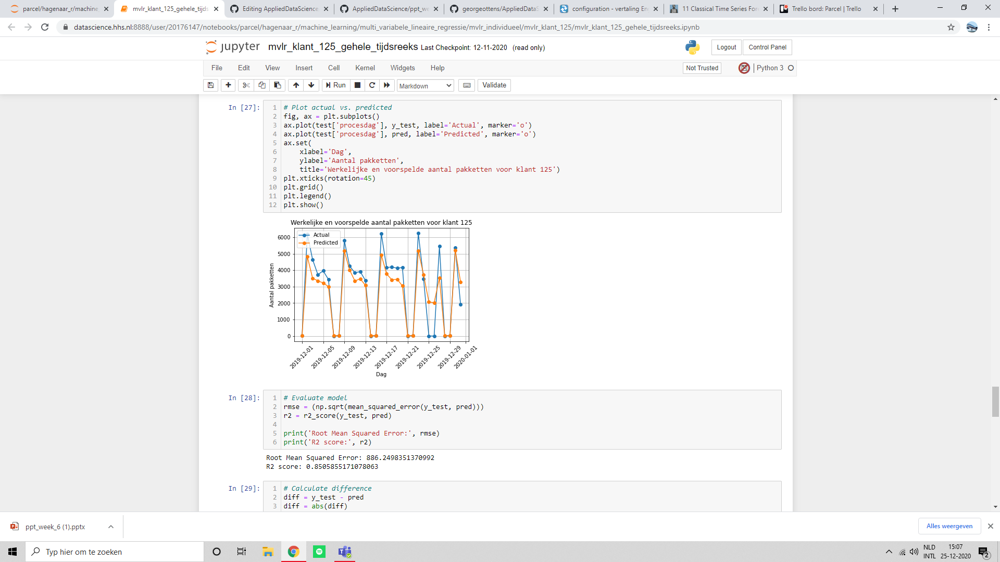 parcel/hagenaar_r/machine
mvlr_klant_125_gehele_tijds
Editing AppliedDataScience
AppliedDataScience/ppt_we
georgeottens/AppliedDataS
configuration - vertaling En
11 Classical Time Series For
Trello bord: Parcel | Trello
datascience.hhs.nl:8888/user/20176147/notebooks/parcel/hagenaar_r/machine_learning/multi_variabele_lineaire_regressie/mvlr_individueel/mvlr_klant_125/mvlr_klant_125_gehele_tijdsreeks.ipynb
jupyter mvlr_klant_125_gehele_tijdsreeks Last Checkpoint: 12-11-2020 (read only)
Logout Control Panel
File Edit View Insert Cell Kernel Widgets Help
Not Trusted Python 3
Run Markdown Validate
In [27]:
1 # Plot actual vs. predicted
2 fig, ax = plt.subplots()
3 ax.plot(test['procesdag'], y_test, label='Actual', marker='o')
4 ax.plot(test['procesdag'], pred, label='Predicted', marker='o')
5 ax.set(
6 xlabel='Dag',
7 ylabel='Aantal pakketten',
8 title='Werkelijke en voorspelde aantal pakketten voor klant 125')
9 plt.xticks(rotation=45)
10 plt.grid()
11 plt.legend()
12 plt.show()
Werkelijke en voorspelde aantal pakketten voor klant 125
Actual
Predicted
6000
5000
4000
3000
2000
1000
0
Aantal pakketten
2019-12-01
2019-12-05
2019-12-09
2019-12-13
2019-12-17
2019-12-21
2019-12-25
2019-12-29
2020-01-01
Dag
In [28]:
1 # Evaluate model
2 rmse = (np.sqrt(mean_squared_error(y_test, pred)))
3 r2 = r2_score(y_test, pred)
4
5 print('Root Mean Squared Error:', rmse)
6 print('R2 score:', r2)
Root Mean Squared Error: 886.2498351370992
R2 score: 0.8505855171078063
In [29]:
1 # Calculate difference
2 diff = y_test - pred
3 diff = abs(diff)
ppt_week_6 (1).pptx
Alles weergeven
Typ hier om te zoeken
NLD
INTL
15:07
25-12-2020
2